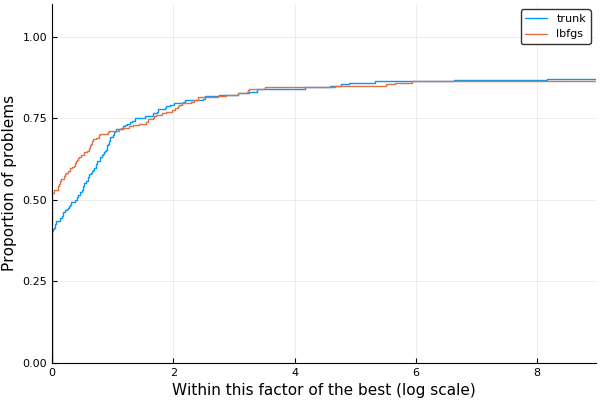 trunk
lbfgs
1.00
0.75
0.50
0.25
0.00
Proportion of problems
0 2 4 6 8
Within this factor of the best (log scale)